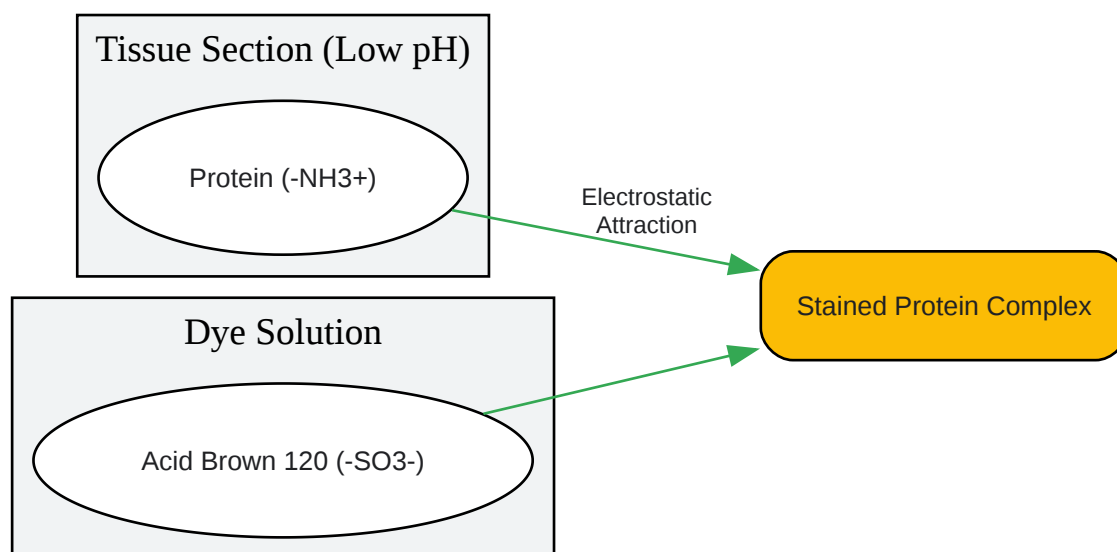 Tissue Section (Low pH)
Protein (-NH3+)
Electrostatic
Attraction
Stained Protein Complex
Dye Solution
Acid Brown 120 (-SO3-)